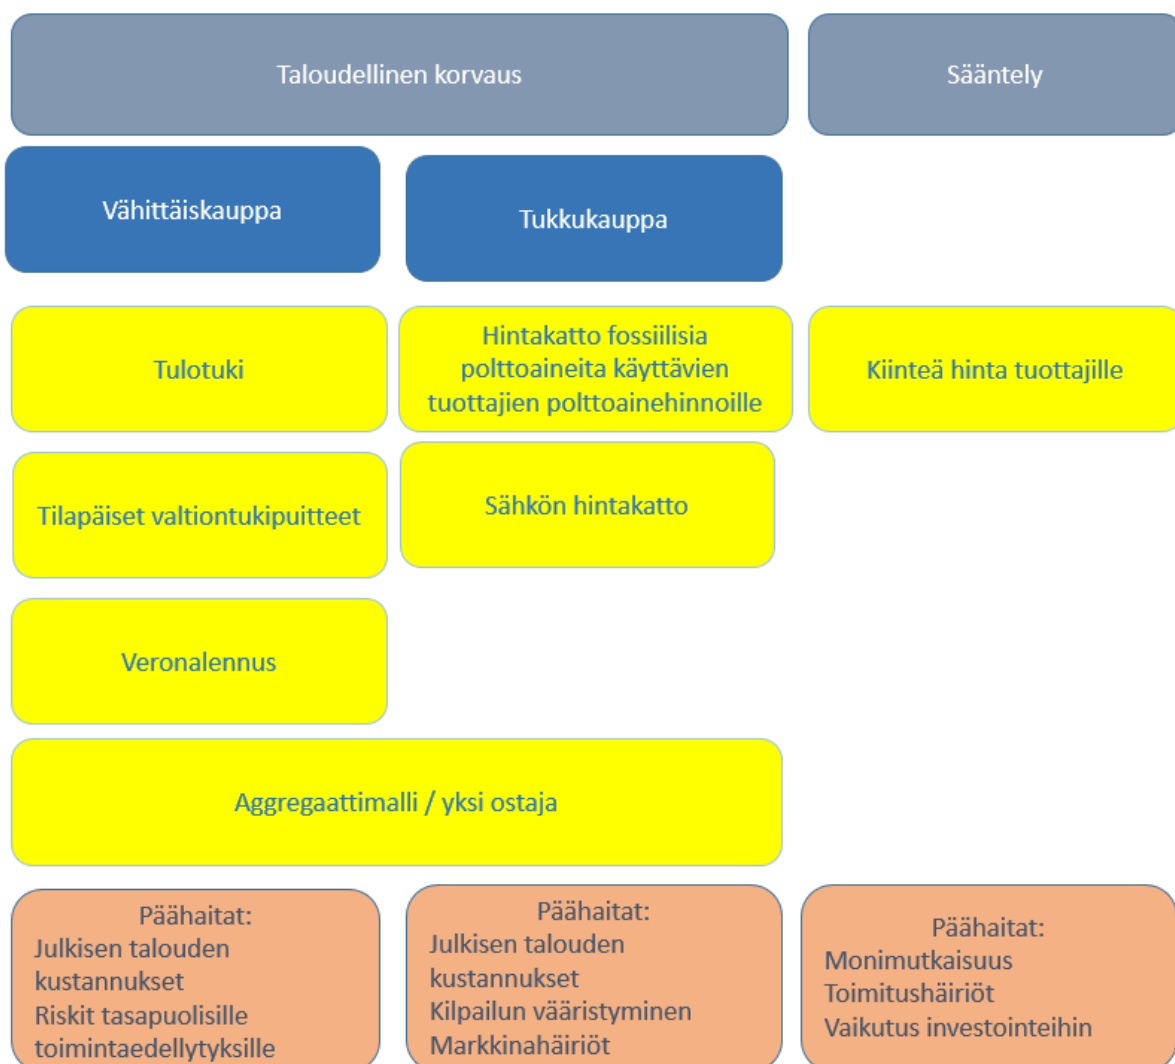 Taloudellinen korvaus
Sääntely
Vähittäiskauppa
Tukkukauppa
Tulotuki
Hintakatto fossiilisia
polttoaineita käyttävien
tuottajien polttoainehinnoille
Kiinteä hinta tuottajille
Tilapäiset valtiontukipuitteet
Sähkön hintakatto
Veronalennus
Aggregaattimalli / yksi ostaja
Päähaitat:
Julkisen talouden
kustannukset
Riskit tasapuolisille
toimintaedellytyksille
Päähaitat:
Julkisen talouden
kustannukset
Kilpailun vääristyminen
Markkinahäiriöt
Päähaitat:
Monimutkaisuus
Toimitushäiriöt
Vaikutus investointeihin